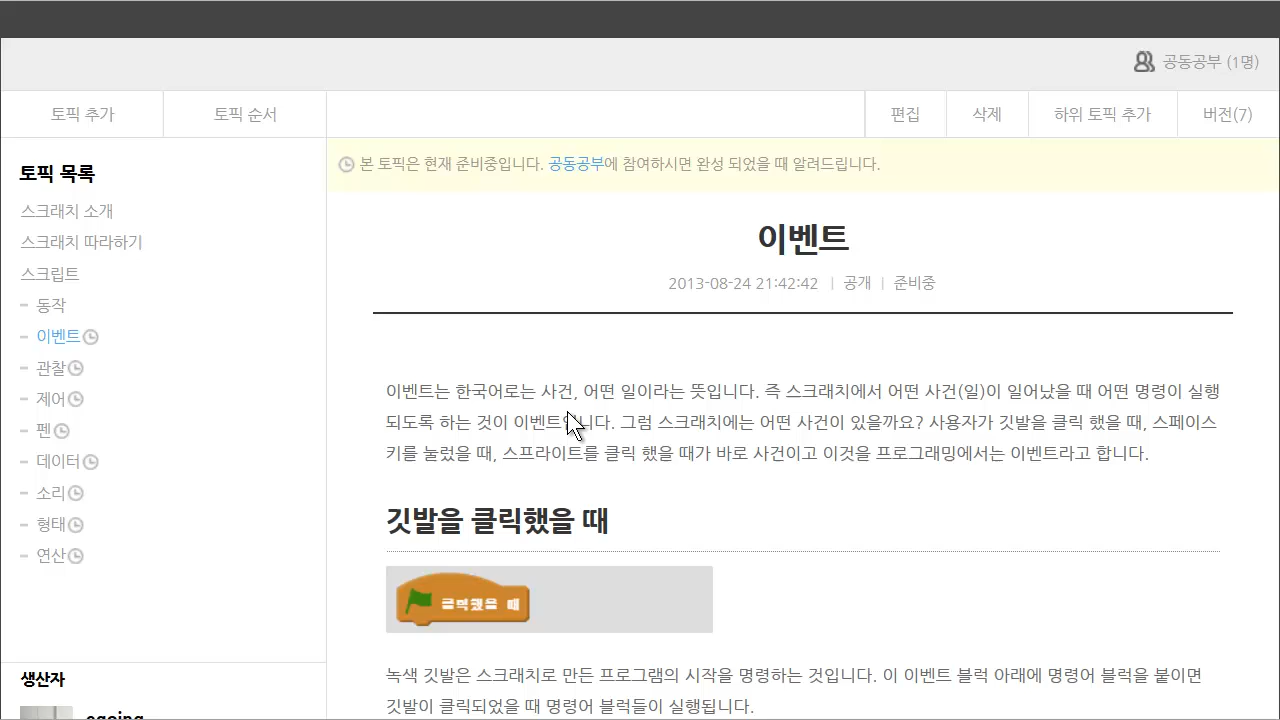 공동공부 (1명)
토픽 추가
토픽 순서
편집
삭제
하위 토픽 추가
버전(7)
토픽 목록
스크래치 소개
스크래치 따라하기
스크립트
동작
이벤트
관찰
제어
펜
데이터
소리
형태
연산
생산자
egoing
본 토픽은 현재 준비중입니다. 공동공부에 참여하시면 완성 되었을 때 알려드립니다.
이벤트
2013-08-24 21:42:42 | 공개 | 준비중
이벤트는 한국어로는 사건, 어떤 일이라는 뜻입니다. 즉 스크래치에서 어떤 사건(일)이 일어났을 때 어떤 명령이 실행
되도록 하는 것이 이벤트입니다. 그럼 스크래치에는 어떤 사건이 있을까요? 사용자가 깃발을 클릭 했을 때, 스페이스
키를 눌렀을 때, 스프라이트를 클릭 했을 때가 바로 사건이고 이것을 프로그래밍에서는 이벤트라고 합니다.
깃발을 클릭했을 때
클릭했을 때
녹색 깃발은 스크래치로 만든 프로그램의 시작을 명령하는 것입니다. 이 이벤트 블럭 아래에 명령어 블럭을 붙이면
깃발이 클릭되었을 때 명령어 블럭들이 실행됩니다.